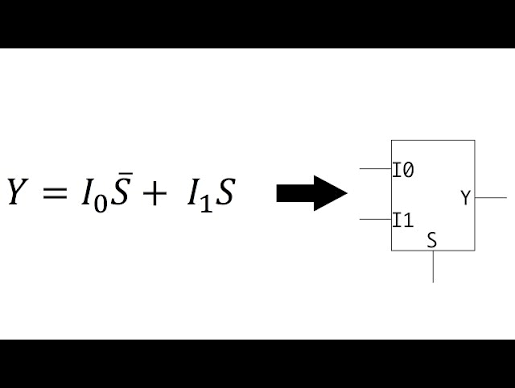 Y = I₀S̄ + I₁S
I0
I1
Y
S